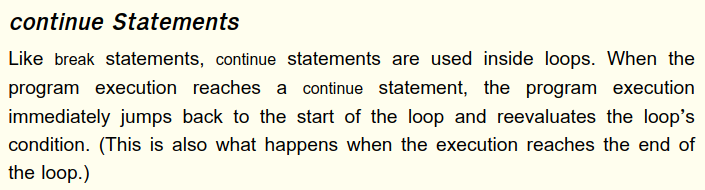 continue Statements
Like break statements, continue statements are used inside loops. When the
program execution reaches a continue statement, the program execution
immediately jumps back to the start of the loop and reevaluates the loop’s
condition. (This is also what happens when the execution reaches the end of
the loop.)